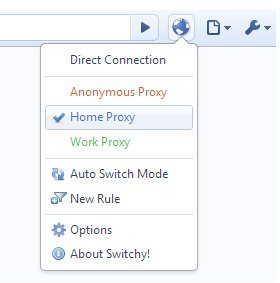 Direct Connection
Anonymous Proxy
Home Proxy
Work Proxy
Auto Switch Mode
New Rule
Options
About Switchy!